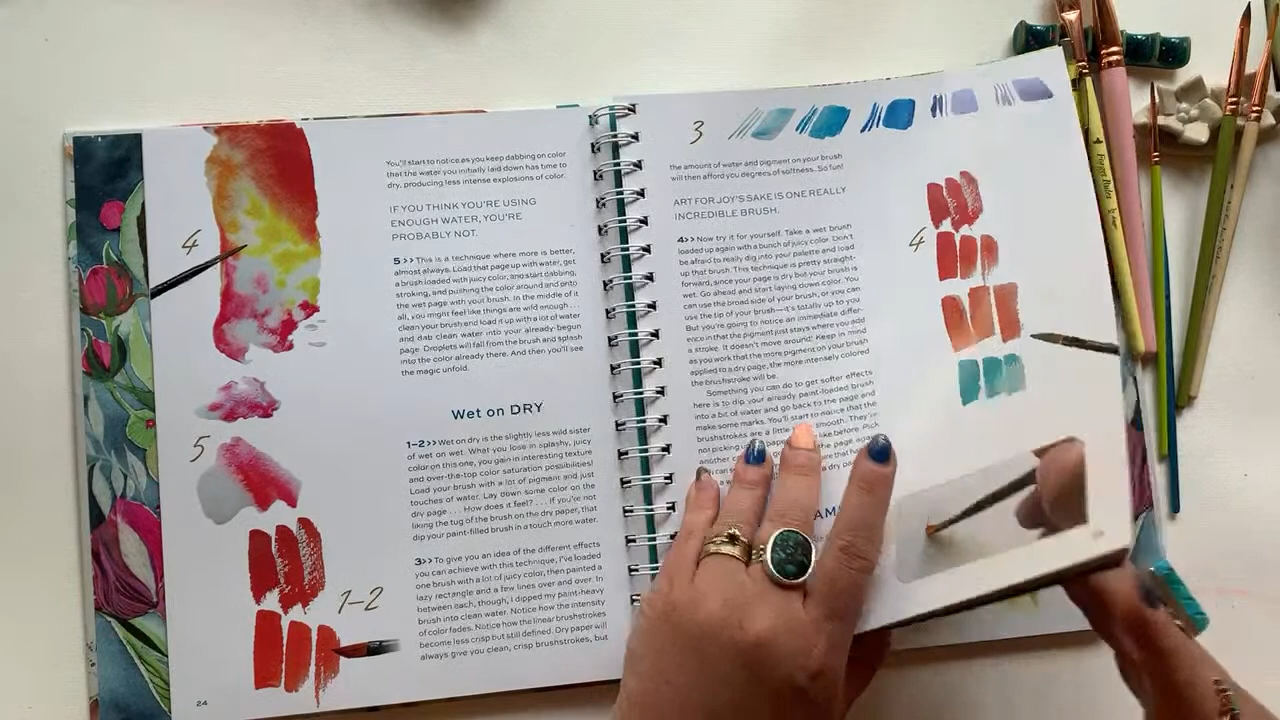 4
You'll start to notice as you keep dabbing on color
that the water you initially laid down has time to
dry, producing less intense explosions of color.
IF YOU THINK YOU'RE USING
ENOUGH WATER, YOU'RE
PROBABLY NOT.
5>> This is a technique where more is better,
almost always. Load that page up with water, get
a brush loaded with juicy color, and start dabbing,
stroking, and pushing the color around and onto
the wet page with your brush. In the middle of it
all, you might feel like things are wild enough . . .
clean your brush and load it up with a lot of water
and dab clean water into your already-begun
page. Droplets will fall from the brush and splash
into the color already there. And then you'll see
the magic unfold.
5
Wet on DRY
1–2>> Wet on dry is the slightly less wild sister
of wet on wet. What you lose in splashy, juicy
color on this one, you gain in interesting texture
and over-the-top color saturation possibilities!
Load your brush with a lot of pigment and just
touches of water. Lay down some color on the
dry page . . . How does it feel? . . . If you're not
liking the tug of the brush on the dry paper, that
dip your paint-filled brush in a touch more water.
1–2
3>> To give you an idea of the different effects
you can achieve with this technique, I've loaded
one brush with a lot of juicy color, then painted a
lazy rectangle and a few lines over and over. In
between each, though, I dipped my paint-heavy
brush into clean water. Notice how the intensity
of color fades. Notice how the linear brushstrokes
become less crisp but still defined. Dry paper will
always give you clean, crisp brushstrokes, but
24
3
the amount of water and pigment on your brush
will then afford you degrees of softness. So fun!
ART FOR JOY'S SAKE IS ONE REALLY
INCREDIBLE BRUSH.
4>> Now try it for yourself. Take a wet brush
loaded up again with a bunch of juicy color. Don't
be afraid to really dig into your palette and load
up that brush. This technique is pretty straight-
forward, since your page is dry but your brush is
wet. Go ahead and start laying down color. You
can use the broad side of your brush, or you can
use the tip of your brush—it's totally up to you
But you're going to notice an immediate differ-
ence in that the pigment just stays where you add
a stroke. It doesn't move around! Keep in mind
as you work that the more pigment on your brush
applied to a dry page, the more intensely colored
the brushstroke will be.
Something you can do to get softer effects
here is to dip your already paint-loaded brush
into a bit of water and go back to the page and
make some marks. You'll start to notice that the
brushstrokes are a little smooth. They're
not picking up pape like before. Pick
another the page aga
4